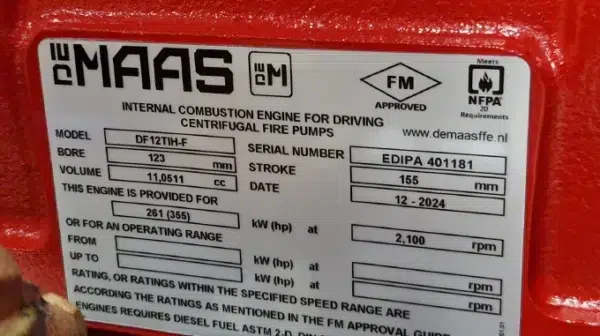 DE MAAS
DE M
FM
APPROVED
Meets
NFPA
20
Requirements
INTERNAL COMBUSTION ENGINE FOR DRIVING
CENTRIFUGAL FIRE PUMPS
www.demaasffe.nl
MODEL DF12TIH-F SERIAL NUMBER EDIPA 401181
BORE 123 mm STROKE 155 mm
VOLUME 11,0511 cc DATE 12 - 2024
THIS ENGINE IS PROVIDED FOR
261 (355) kW (hp) at 2,100 rpm
OR FOR AN OPERATING RANGE
FROM kW (hp) at rpm
UP TO kW (hp) at rpm
RATING, OR RATINGS WITHIN THE SPECIFIED SPEED RANGE ARE
ACCORDING THE RATINGS AS MENTIONED IN THE FM APPROVAL GUIDE
ENGINES REQUIRES DIESEL FUEL ASTM 2-D,